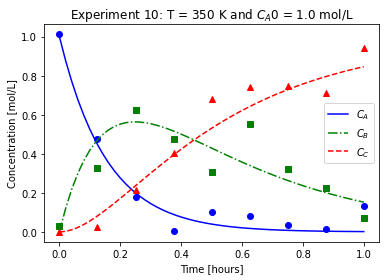 Experiment 10: T = 350 K and C_A0 = 1.0 mol/L
Concentration [mol/L]
1.0
0.8
0.6
0.4
0.2
0.0
C_A
C_B
C_C
0.0 0.2 0.4 0.6 0.8 1.0
Time [hours]